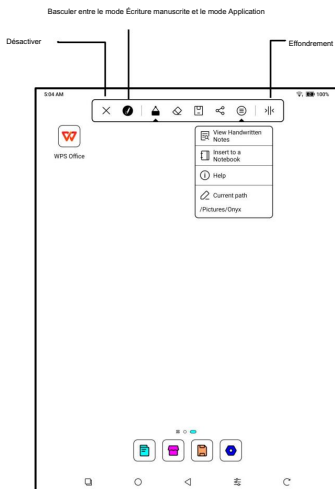 Basculer entre le mode Écriture manuscrite et le mode Application
Désactiver
Effondrement
5:04 AM
100%
WPS Office
View Handwritten
Notes
Insert to a
Notebook
Help
Current path
/Pictures/Onyx